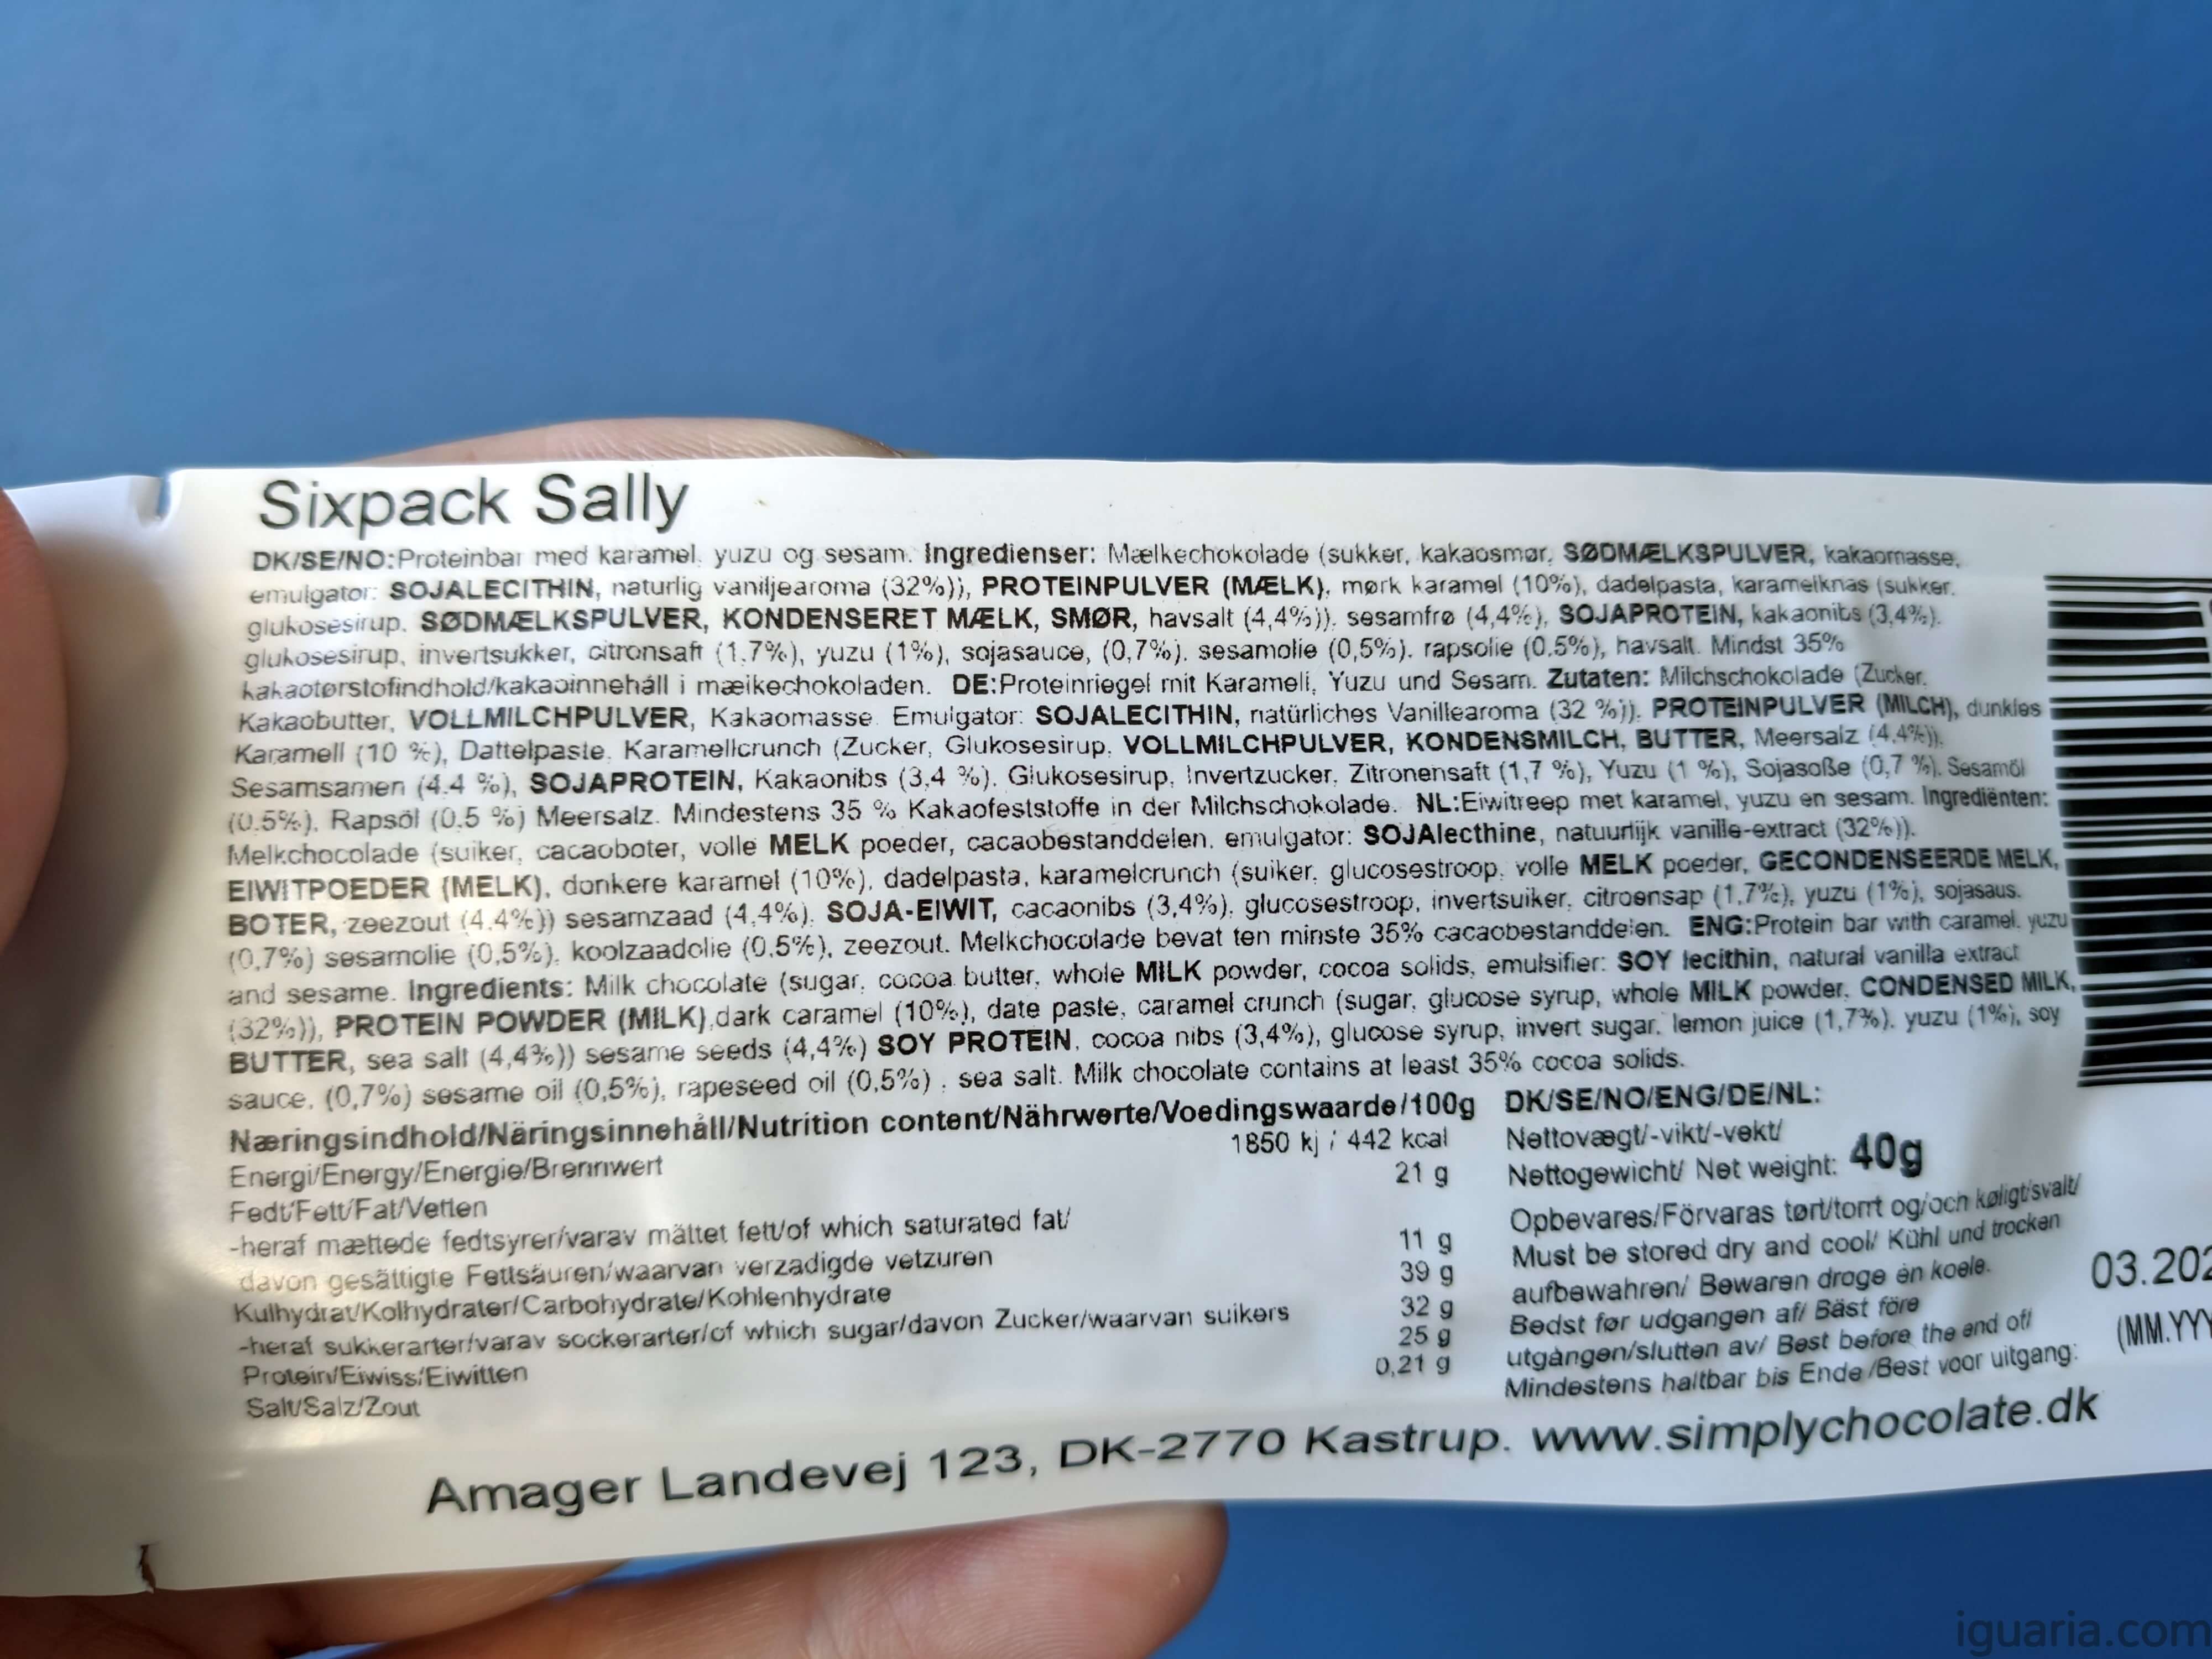 Sixpack Sally
DK/SE/NO:Proteinbar med karamel, yuzu og sesam. Ingredienser: Mælkechokolade (sukker, kakaosmør, SØDMÆLKSPULVER, kakaomasse,
emulgator: SOJALECITHIN, naturlig vaniljearoma (32%)), PROTEINPULVER (MÆLK), mørk karamel (10%), dadelpasta, karamelknas (sukker,
glukosesirup, SØDMÆLKSPULVER, KONDENSERET MÆLK, SMØR, havsalt (4,4%)), sesamfrø (4,4%), SOJAPROTEIN, kakaonibs (3,4%),
glukosesirup, invertsukker, citronsaft (1,7%), yuzu (1%), sojasauce, (0,7%), sesamolie (0,5%), rapsolie (0,5%), havsalt. Mindst 35%
kakaotørstofindhold/kakaoinnehåll i mælkechokoladen. DE:Proteinriegel mit Karamell, Yuzu und Sesam. Zutaten: Milchschokolade (Zucker,
Kakaobutter, VOLLMILCHPULVER, Kakaomasse. Emulgator: SOJALECITHIN, natürliches Vanillearoma (32 %)), PROTEINPULVER (MILCH), dunkles
Karamell (10 %), Dattelpaste, Karamellcrunch (Zucker, Glukosesirup, VOLLMILCHPULVER, KONDENSMILCH, BUTTER, Meersalz (4,4%)),
Sesamsamen (4.4 %), SOJAPROTEIN, Kakaonibs (3,4 %), Glukosesirup, Invertzucker, Zitronensaft (1,7 %), Yuzu (1 %), Sojasoße (0,7 %), Sesamöl
(0.5%), Rapsöl (0.5 %) Meersalz. Mindestens 35 % Kakaofeststoffe in der Milchschokolade. NL:Eiwitreep met karamel, yuzu en sesam. Ingrediënten:
Melkchocolade (suiker, cacaoboter, volle MELK poeder, cacaobestanddelen, emulgator: SOJAlecthine, natuurlijk vanille-extract (32%)),
EIWITPOEDER (MELK), donkere karamel (10%), dadelpasta, karamelcrunch (suiker, glucosestroop, volle MELK poeder, GECONDENSEERDE MELK,
BOTER, zeezout (4.4%)) sesamzaad (4,4%), SOJA-EIWIT, cacaonibs (3,4%), glucosestroop, invertsuiker, citroensap (1,7%), yuzu (1%), sojasaus.
(0,7%) sesamolie (0,5%), koolzaadolie (0,5%), zeezout. Melkchocolade bevat ten minste 35% cacaobestanddelen. ENG:Protein bar with caramel, yuzu
and sesame. Ingredients: Milk chocolate (sugar, cocoa butter, whole MILK powder, cocoa solids, emulsifier: SOY lecithin, natural vanilla extract
(32%)), PROTEIN POWDER (MILK),dark caramel (10%), date paste, caramel crunch (sugar, glucose syrup, whole MILK powder, CONDENSED MILK,
BUTTER, sea salt (4,4%)) sesame seeds (4,4%) SOY PROTEIN, cocoa nibs (3,4%), glucose syrup, invert sugar, lemon juice (1,7%), yuzu (1%), soy
sauce, (0,7%) sesame oil (0,5%), rapeseed oil (0,5%) , sea salt. Milk chocolate contains at least 35% cocoa solids.
Næringsindhold/Näringsinnehåll/Nutrition content/Nährwerte/Voedingswaarde/100g
Energi/Energy/Energie/Brennwert 1850 kj / 442 kcal
Fedt/Fett/Fat/Vetten 21 g
-heraf mættede fedtsyrer/varav mättet fett/of which saturated fat/
davon gesättigte Fettsäuren/waarvan verzadigde vetzuren 11 g
Kulhydrat/Kolhydrater/Carbohydrate/Kohlenhydrate 39 g
-heraf sukkerarter/varav sockerarter/of which sugar/davon Zucker/waarvan suikers 32 g
Protein/Eiwiss/Eiwitten 25 g
Salt/Salz/Zout 0,21 g
DK/SE/NO/ENG/DE/NL:
Nettovægt/-vikt/-vekt/
Nettogewicht/ Net weight: 40g
Opbevares/Förvaras tørt/torrt og/och køligt/svalt/
Must be stored dry and cool/ Kühl und trocken
aufbewahren/ Bewaren droge en koele.
Bedst før udgangen af/ Bäst före
utgången/slutten av/ Best before the end of/
Mindestens haltbar bis Ende /Best voor uitgang:
03.202
(MM.YYY
Amager Landevej 123, DK-2770 Kastrup. www.simplychocolate.dk
iguaria.com